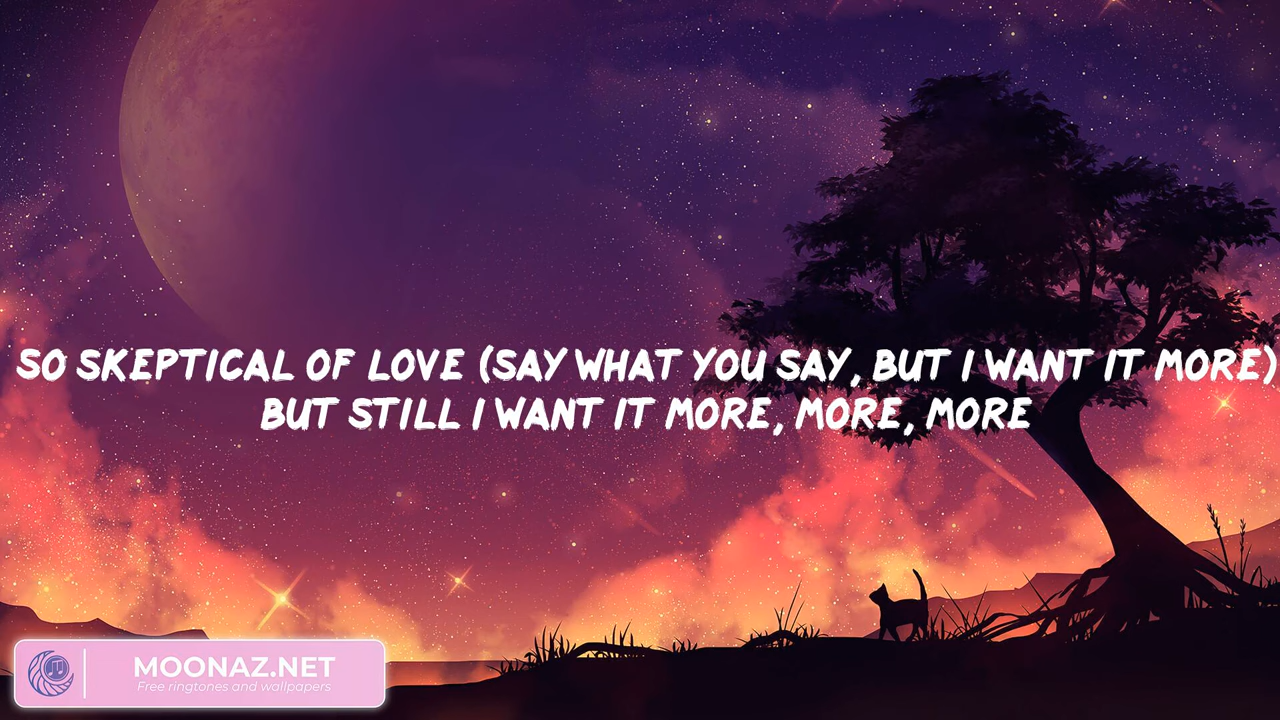 SO SKEPTICAL OF LOVE (SAY WHAT YOU SAY, BUT I WANT IT MORE)
BUT STILL I WANT IT MORE, MORE, MORE
MOONAZ.NET
Free ringtones and wallpapers